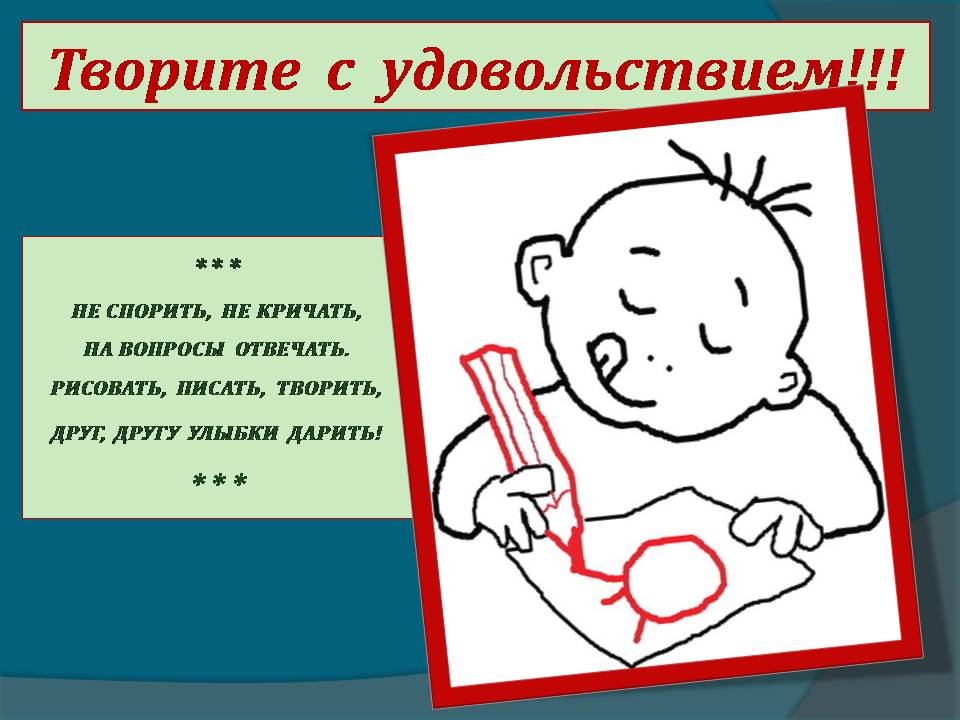 Творите с удовольствием!!!
***
НЕ СПОРИТЬ, НЕ КРИЧАТЬ,
НА ВОПРОСЫ ОТВЕЧАТЬ.
РИСОВАТЬ, ПИСАТЬ, ТВОРИТЬ,
ДРУГ, ДРУГУ УЛЫБКИ ДАРИТЬ!
***